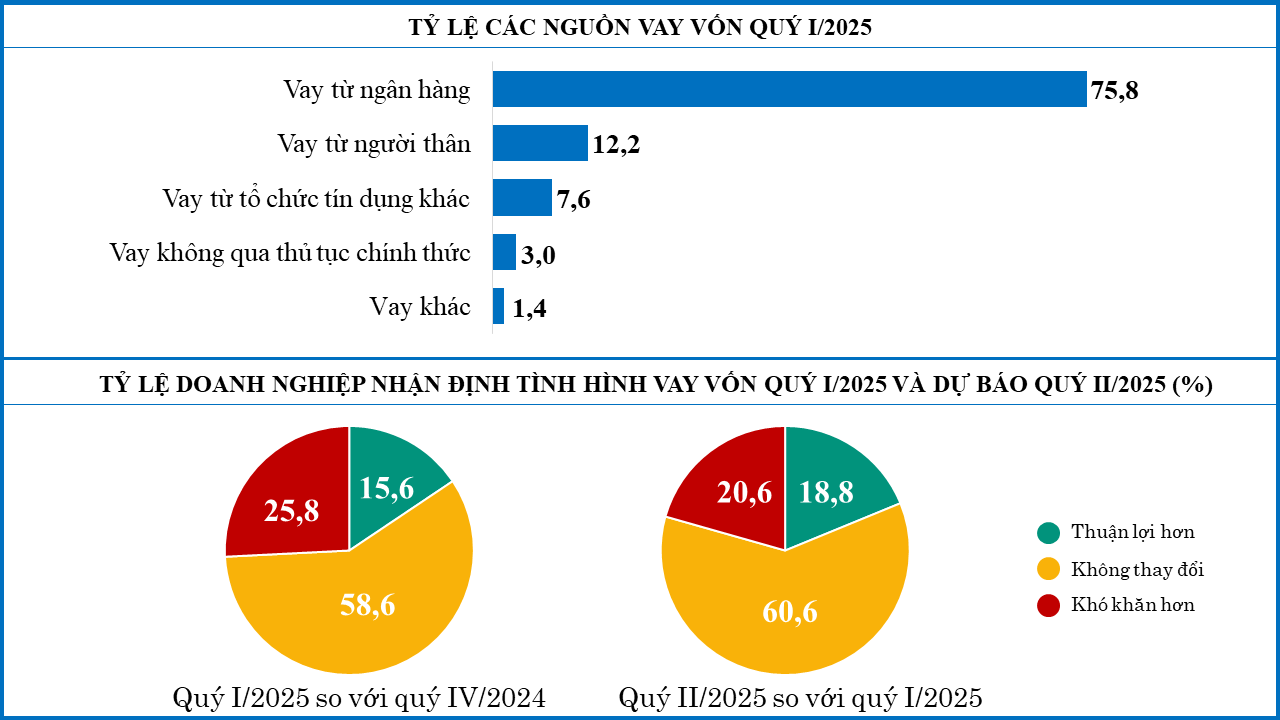 TỶ LỆ CÁC NGUỒN VAY VỐN QUÝ I/2025
Vay từ ngân hàng 75,8
Vay từ người thân 12,2
Vay từ tổ chức tín dụng khác 7,6
Vay không qua thủ tục chính thức 3,0
Vay khác 1,4
TỶ LỆ DOANH NGHIỆP NHẬN ĐỊNH TÌNH HÌNH VAY VỐN QUÝ I/2025 VÀ DỰ BÁO QUÝ II/2025 (%)
25,8 15,6
58,6
Quý I/2025 so với quý IV/2024
20,6 18,8
60,6
Quý II/2025 so với quý I/2025
Thuận lợi hơn
Không thay đổi
Khó khăn hơn